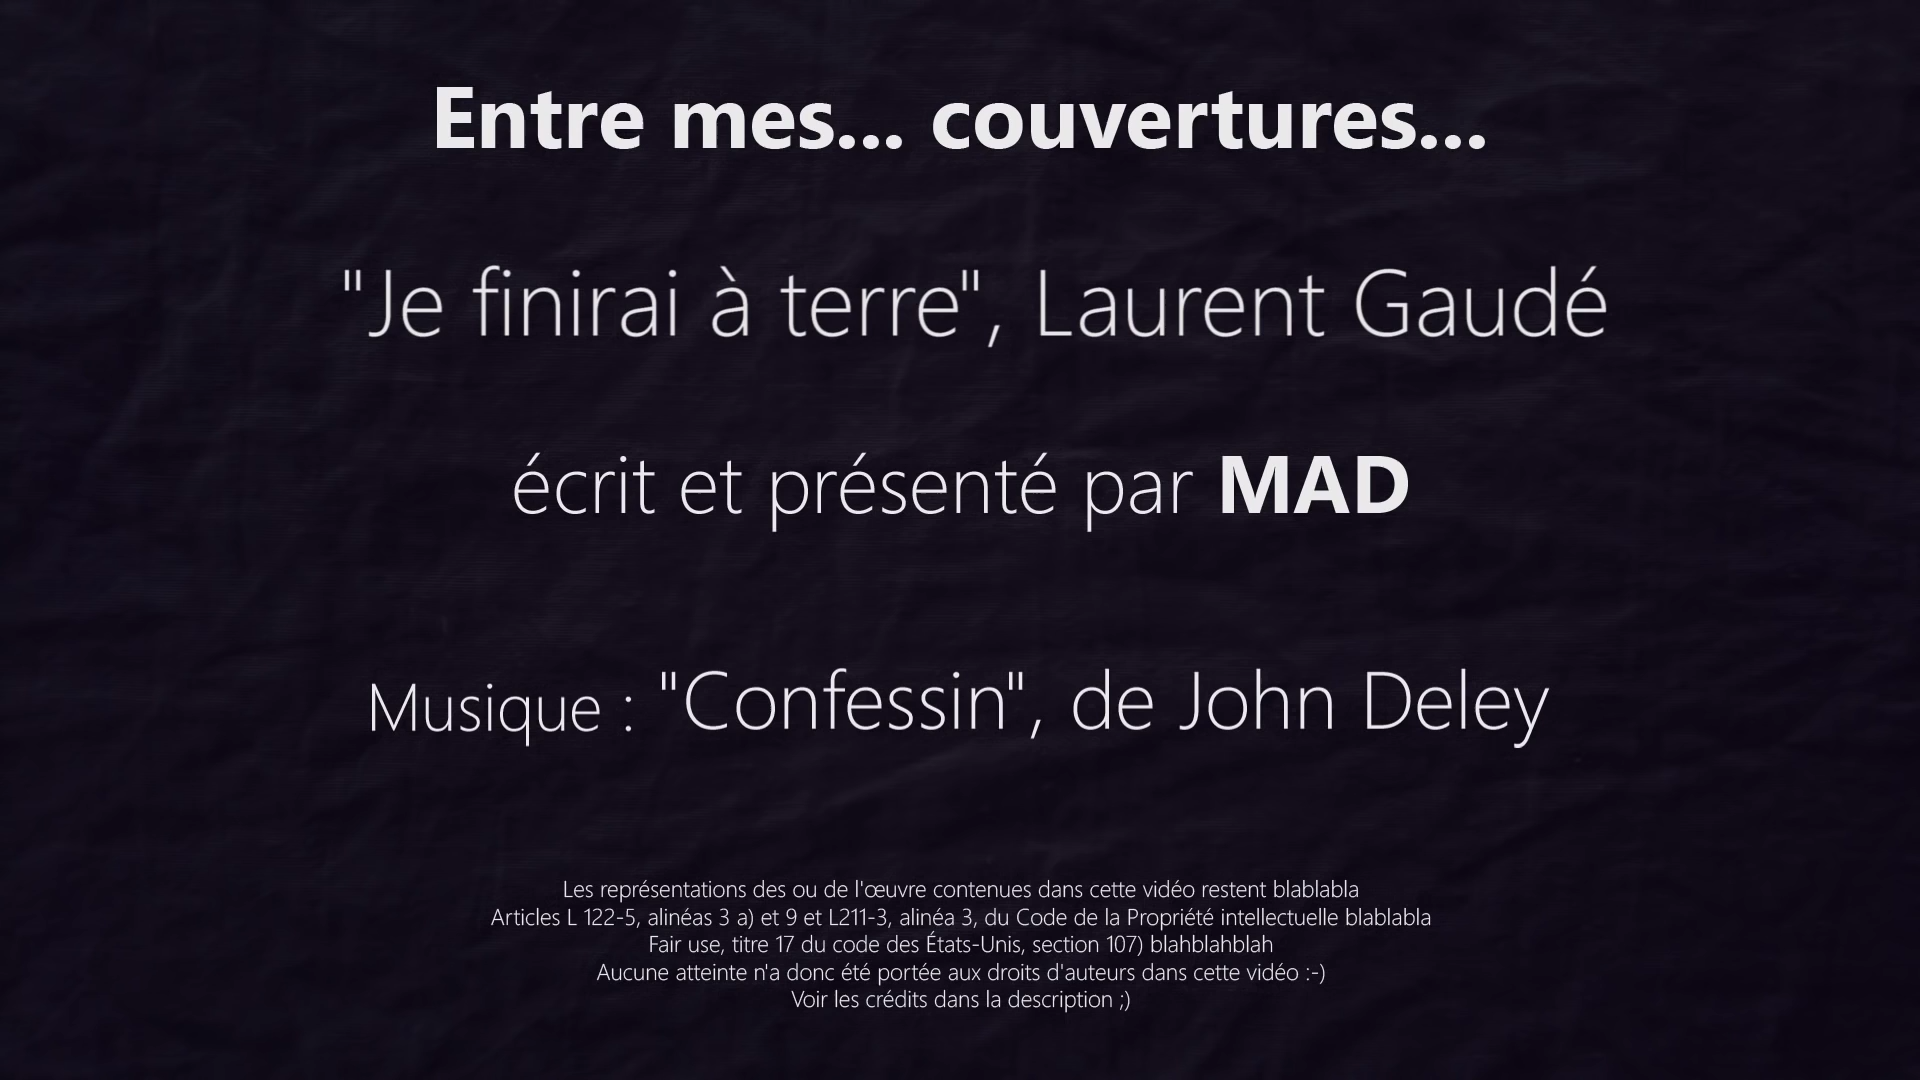 Entre mes... couvertures...
"Je finirai à terre", Laurent Gaudé
écrit et présenté par MAD
Musique : "Confessin", de John Deley
Les représentations des ou de l'œuvre contenues dans cette vidéo restent blablabla
Articles L 122-5, alinéas 3 a) et 9 et L211-3, alinéa 3, du Code de la Propriété intellectuelle blablabla
Fair use, titre 17 du code des États-Unis, section 107) blahblahblah
Aucune atteinte n'a donc été portée aux droits d'auteurs dans cette vidéo :-)
Voir les crédits dans la description ;)